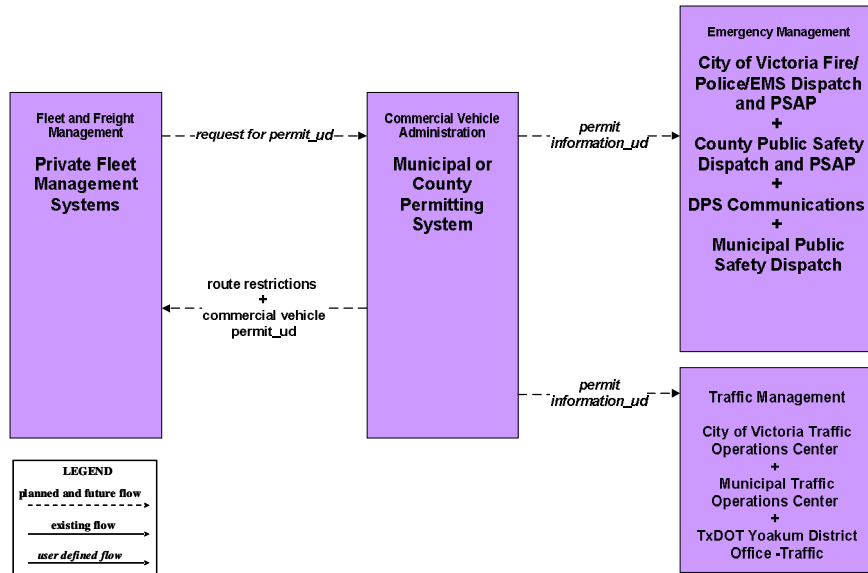 Fleet and Freight
Management
Private Fleet
Management
Systems
request for permit_ud
route restrictions
+
commercial vehicle
permit_ud
Commercial Vehicle
Administration
Municipal or
County
Permitting
System
permit
information_ud
permit
information_ud
Emergency Management
City of Victoria Fire/
Police/EMS Dispatch
and PSAP
+
County Public Safety
Dispatch and PSAP
+
DPS Communications
+
Municipal Public
Safety Dispatch
Traffic Management
City of Victoria Traffic
Operations Center
+
Municipal Traffic
Operations Center
+
TxDOT Yoakum District
Office -Traffic
LEGEND
planned and future flow
existing flow
user defined flow